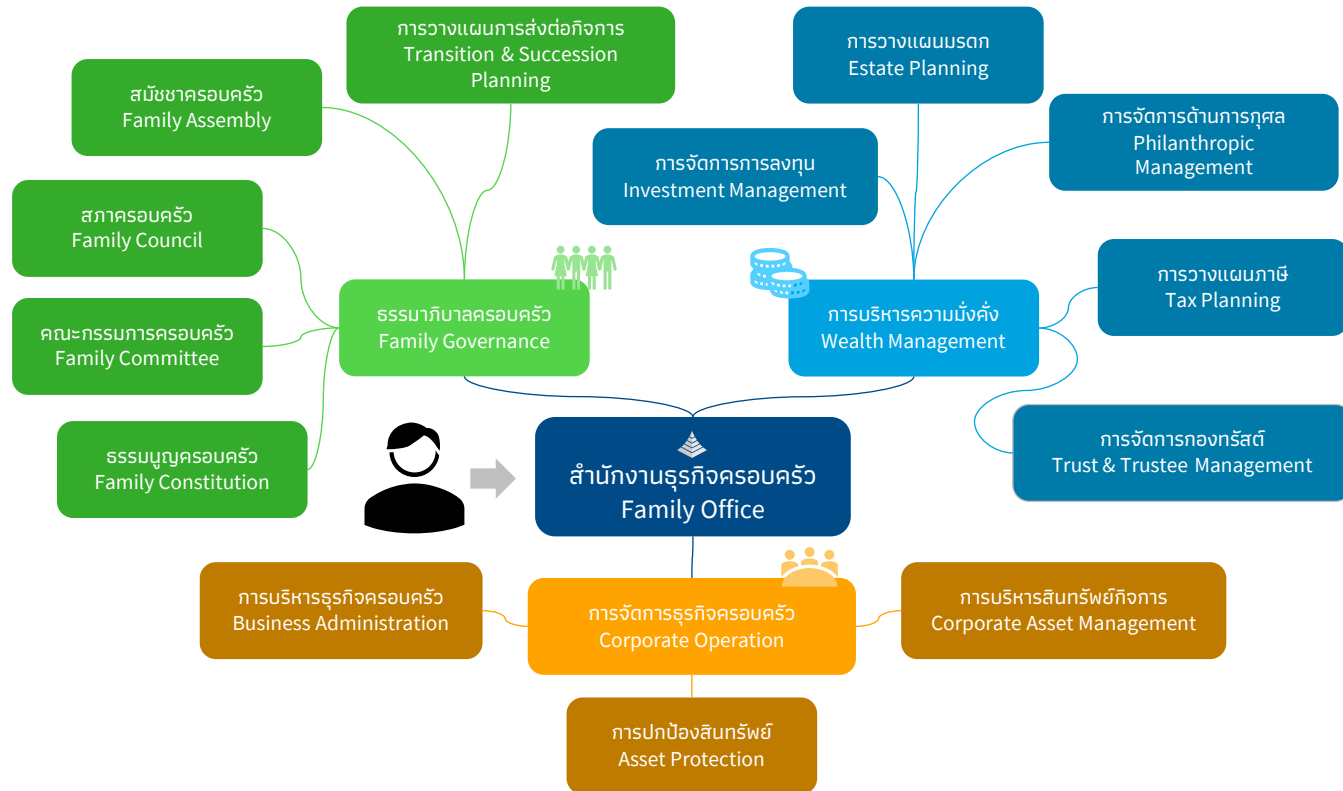 การวางแผนการส่งต่อกิจการ
Transition & Succession
Planning
การวางแผนมรดก
Estate Planning
สมัชชาครอบครัว
Family Assembly
การจัดการด้านการกุศล
Philanthropic
Management
การจัดการการลงทุน
Investment Management
สภาครอบครัว
Family Council
การวางแผนภาษี
Tax Planning
ธรรมาภิบาลครอบครัว
Family Governance
การบริหารความมั่งคั่ง
Wealth Management
คณะกรรมการครอบครัว
Family Committee
ธรรมนูญครอบครัว
Family Constitution
สำนักงานธุรกิจครอบครัว
Family Office
การจัดการกองทรัสต์
Trust & Trustee Management
การบริหารธุรกิจครอบครัว
Business Administration
การจัดการธุรกิจครอบครัว
Corporate Operation
การบริหารสินทรัพย์กิจการ
Corporate Asset Management
การปกป้องสินทรัพย์
Asset Protection